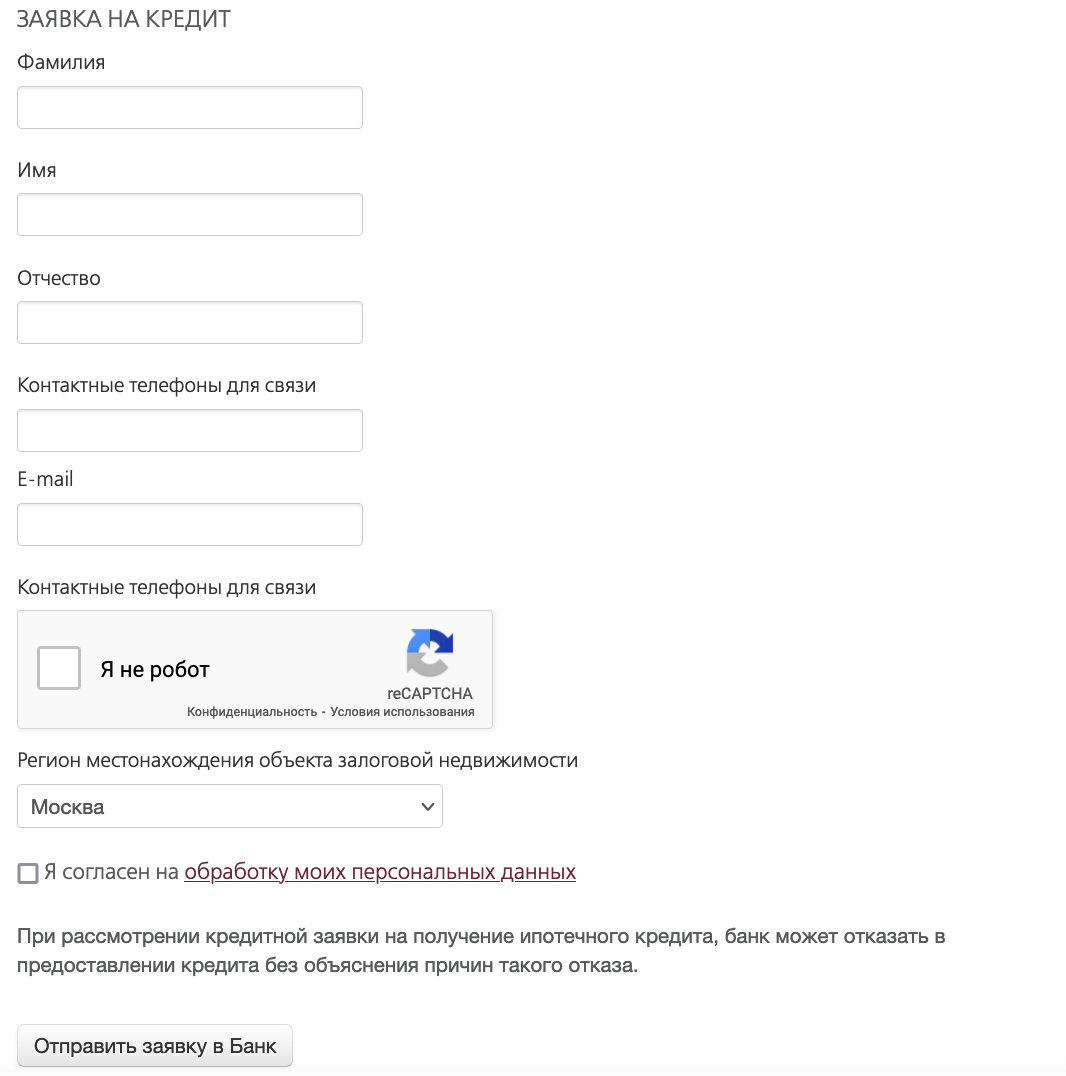 ЗАЯВКА НА КРЕДИТ
Фамилия
Имя
Отчество
Контактные телефоны для связи
E-mail
Контактные телефоны для связи
Я не робот
reCAPTCHA
Конфиденциальность - Условия использования
Регион местонахождения объекта залоговой недвижимости
Москва
Я согласен на обработку моих персональных данных
При рассмотрении кредитной заявки на получение ипотечного кредита, банк может отказать в
предоставлении кредита без объяснения причин такого отказа.
Отправить заявку в Банк